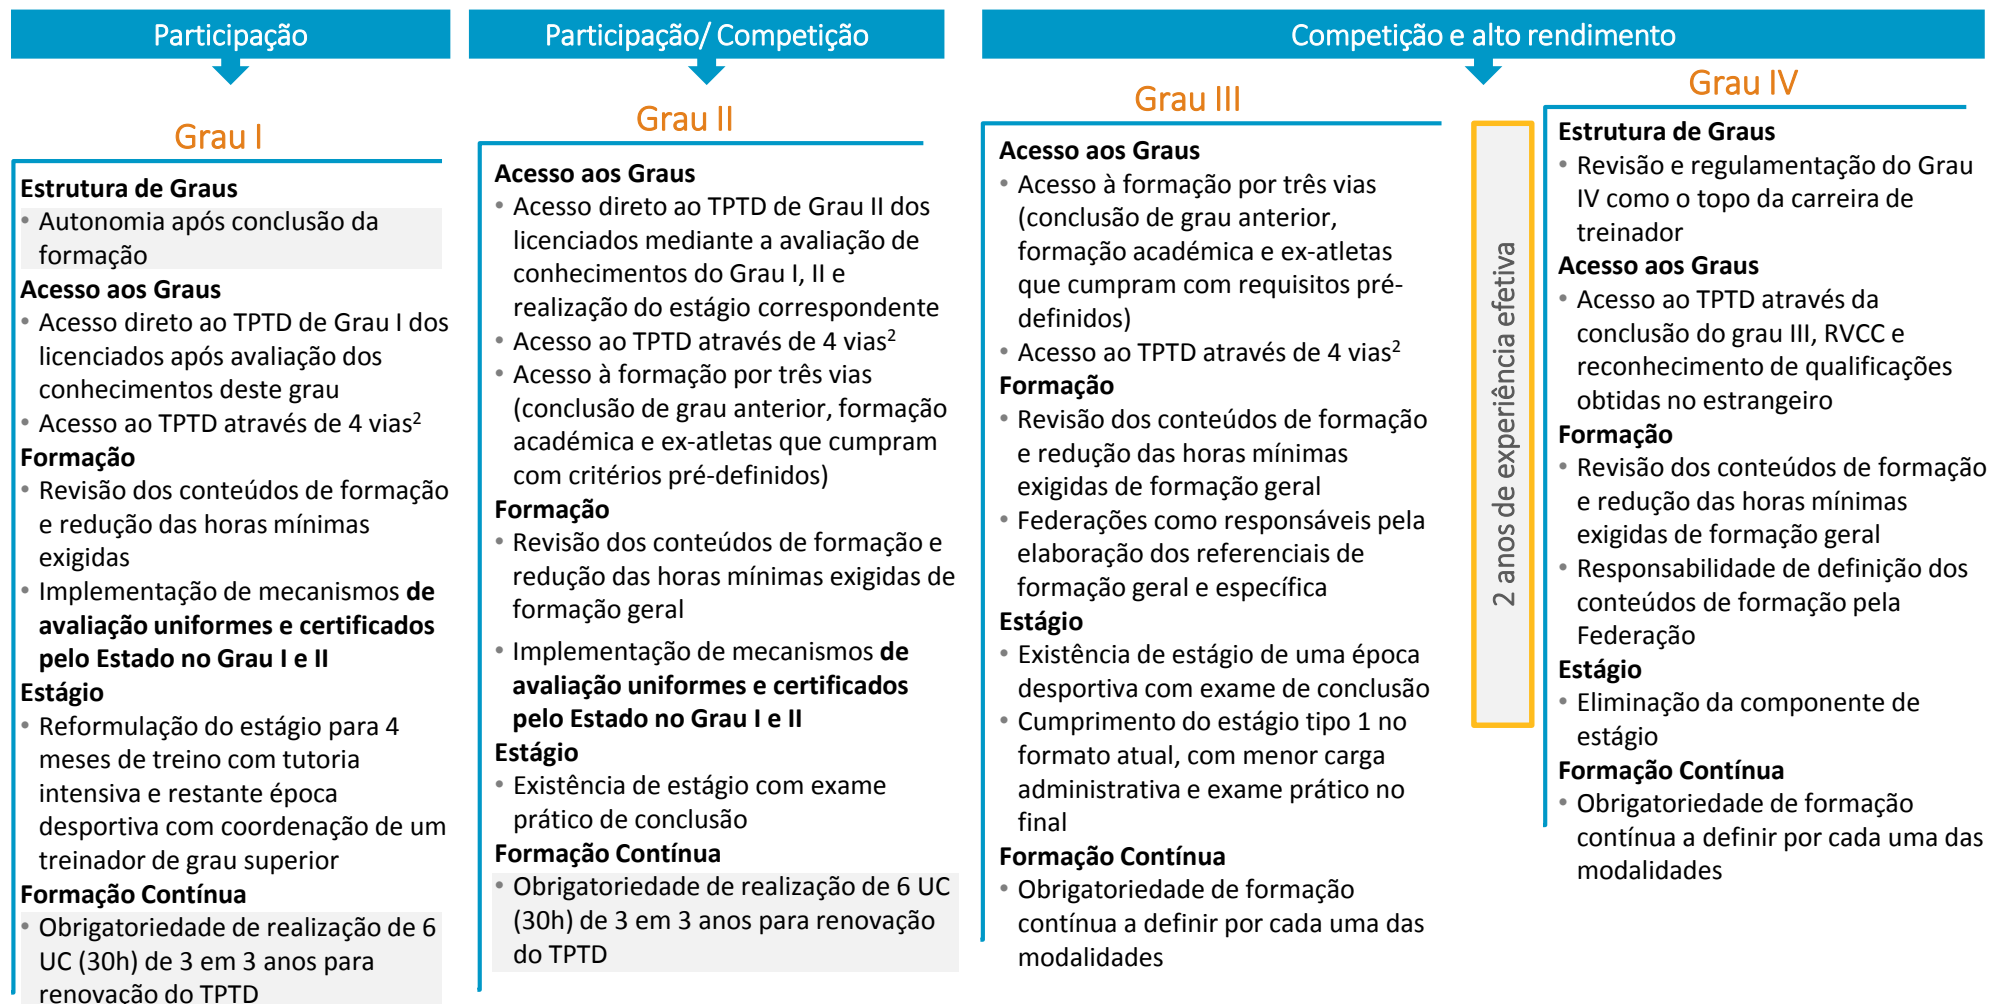 Participação
Participação/ Competição
Competição e alto rendimento
Grau I
Estrutura de Graus
• Autonomia após conclusão da
formação
Acesso aos Graus
• Acesso direto ao TPTD de Grau I dos
licenciados após avaliação dos
conhecimentos deste grau
• Acesso ao TPTD através de 4 vias²
Formação
• Revisão dos conteúdos de formação
e redução das horas mínimas
exigidas
• Implementação de mecanismos de
avaliação uniformes e certificados
pelo Estado no Grau I e II
Estágio
• Reformulação do estágio para 4
meses de treino com tutoria
intensiva e restante época
desportiva com coordenação de um
treinador de grau superior
Formação Contínua
• Obrigatoriedade de realização de 6
UC (30h) de 3 em 3 anos para
renovação do TPTD
Grau II
Acesso aos Graus
• Acesso direto ao TPTD de Grau II dos
licenciados mediante a avaliação de
conhecimentos do Grau I, II e
realização do estágio correspondente
• Acesso ao TPTD através de 4 vias²
• Acesso à formação por três vias
(conclusão de grau anterior, formação
académica e ex-atletas que cumpram
com critérios pré-definidos)
Formação
• Revisão dos conteúdos de formação e
redução das horas mínimas exigidas de
formação geral
• Implementação de mecanismos de
avaliação uniformes e certificados
pelo Estado no Grau I e II
Estágio
• Existência de estágio com exame
prático de conclusão
Formação Contínua
• Obrigatoriedade de realização de 6 UC
(30h) de 3 em 3 anos para renovação
do TPTD
Grau III
Acesso aos Graus
• Acesso à formação por três vias
(conclusão de grau anterior,
formação académica e ex-atletas
que cumpram com requisitos pré-
definidos)
• Acesso ao TPTD através de 4 vias²
Formação
• Revisão dos conteúdos de formação
e redução das horas mínimas
exigidas de formação geral
• Federações como responsáveis pela
elaboração dos referenciais de
formação geral e específica
Estágio
• Existência de estágio de uma época
desportiva com exame de conclusão
• Cumprimento do estágio tipo 1 no
formato atual, com menor carga
administrativa e exame prático no
final
Formação Contínua
• Obrigatoriedade de formação
contínua a definir por cada uma das
modalidades
2 anos de experiência efetiva
Grau IV
Estrutura de Graus
• Revisão e regulamentação do Grau
IV como o topo da carreira de
treinador
Acesso aos Graus
• Acesso ao TPTD através da
conclusão do grau III, RVCC e
reconhecimento de qualificações
obtidas no estrangeiro
Formação
• Revisão dos conteúdos de formação
e redução das horas mínimas
exigidas de formação geral
• Responsabilidade de definição dos
conteúdos de formação pela
Federação
Estágio
• Eliminação da componente de
estágio
Formação Contínua
• Obrigatoriedade de formação
contínua a definir por cada uma das
modalidades